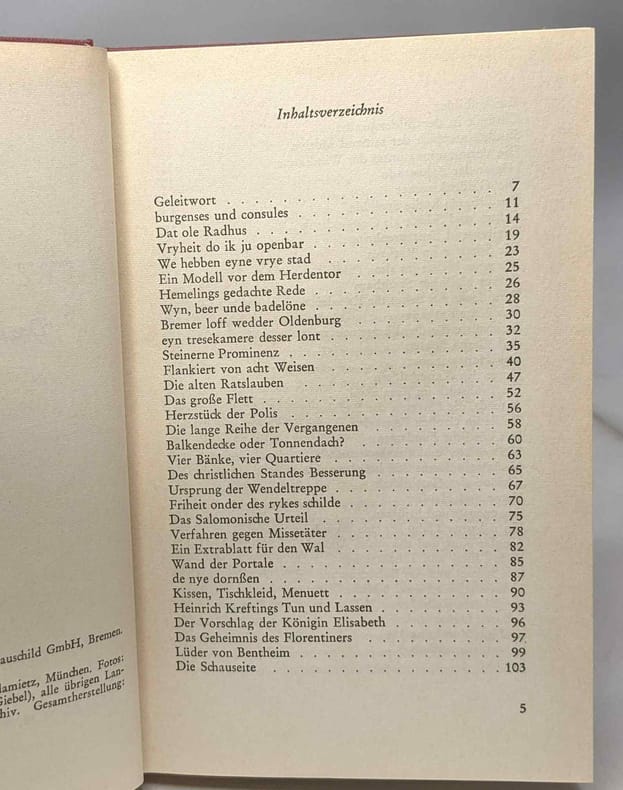 auschild GmbH, Bremen.
lamietz, München. Fotos:
Giebel), alle übrigen Lan-
hiv. Gesamtherstellung:
Inhaltsverzeichnis
Geleitwort . . . . . . . . . . . . . . . . . 7
burgenses und consules . . . . . . . . . . . . 11
Dat ole Radhus . . . . . . . . . . . . . . . 14
Vryheit do ik ju openbar . . . . . . . . . . . 19
We hebben eyne vrye stad . . . . . . . . . . . 23
Ein Modell vor dem Herdentor . . . . . . . . . 25
Hemelings gedachte Rede . . . . . . . . . . . 26
Wyn, beer unde badelöne . . . . . . . . . . . 28
Bremer loff wedder Oldenburg . . . . . . . . . 30
eyn tresekamere desser lont . . . . . . . . . . 32
Steinerne Prominenz . . . . . . . . . . . . . 35
Flankiert von acht Weisen . . . . . . . . . . . 40
Die alten Ratslauben . . . . . . . . . . . . 47
Das große Flett . . . . . . . . . . . . . . 52
Herzstück der Polis . . . . . . . . . . . . . 56
Die lange Reihe der Vergangenen . . . . . . . . 58
Balkendecke oder Tonnendach? . . . . . . . . . 60
Vier Bänke, vier Quartiere . . . . . . . . . . 63
Des christlichen Standes Besserung . . . . . . . . 65
Ursprung der Wendeltreppe . . . . . . . . . . 67
Friheit onder des rykes schilde . . . . . . . . . 70
Das Salomonische Urteil . . . . . . . . . . . 75
Verfahren gegen Missetäter . . . . . . . . . . 78
Ein Extrablatt für den Wal . . . . . . . . . . 82
Wand der Portale . . . . . . . . . . . . . 85
de nye dornßen . . . . . . . . . . . . . . 87
Kissen, Tischkleid, Menuett . . . . . . . . . . 90
Heinrich Kreftings Tun und Lassen . . . . . . . . 93
Der Vorschlag der Königin Elisabeth . . . . . . . 96
Das Geheimnis des Florentiners . . . . . . . . . 97
Lüder von Bentheim . . . . . . . . . . . . 99
Die Schauseite . . . . . . . . . . . . . . 103
5